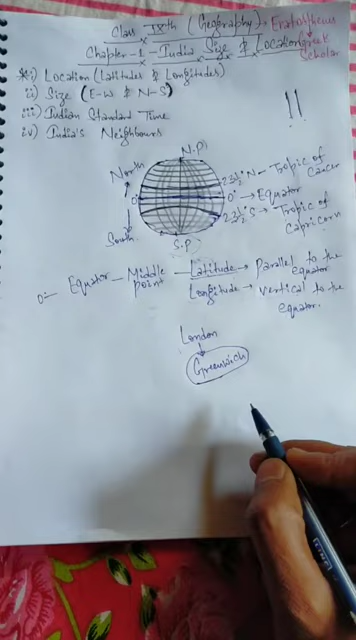 Class IXth (Geography) → Eratosthenes
Greek
Scholar
Chapter-1 - India Size & Location
*i) Location (Latitudes & Longitudes)
ii) Size (E-W & N-S)
iii) Indian Standard Time
iv) India's Neighbours
!!
N.P
North
23½°N → Tropic of cancer
0°
0° → Equator
23½°S → Tropic of capricorn
South
S.P
0° — Equator — Middle point — Latitude → Parallel to the equator
Longitude → vertical to the equator.
London
Greenwich